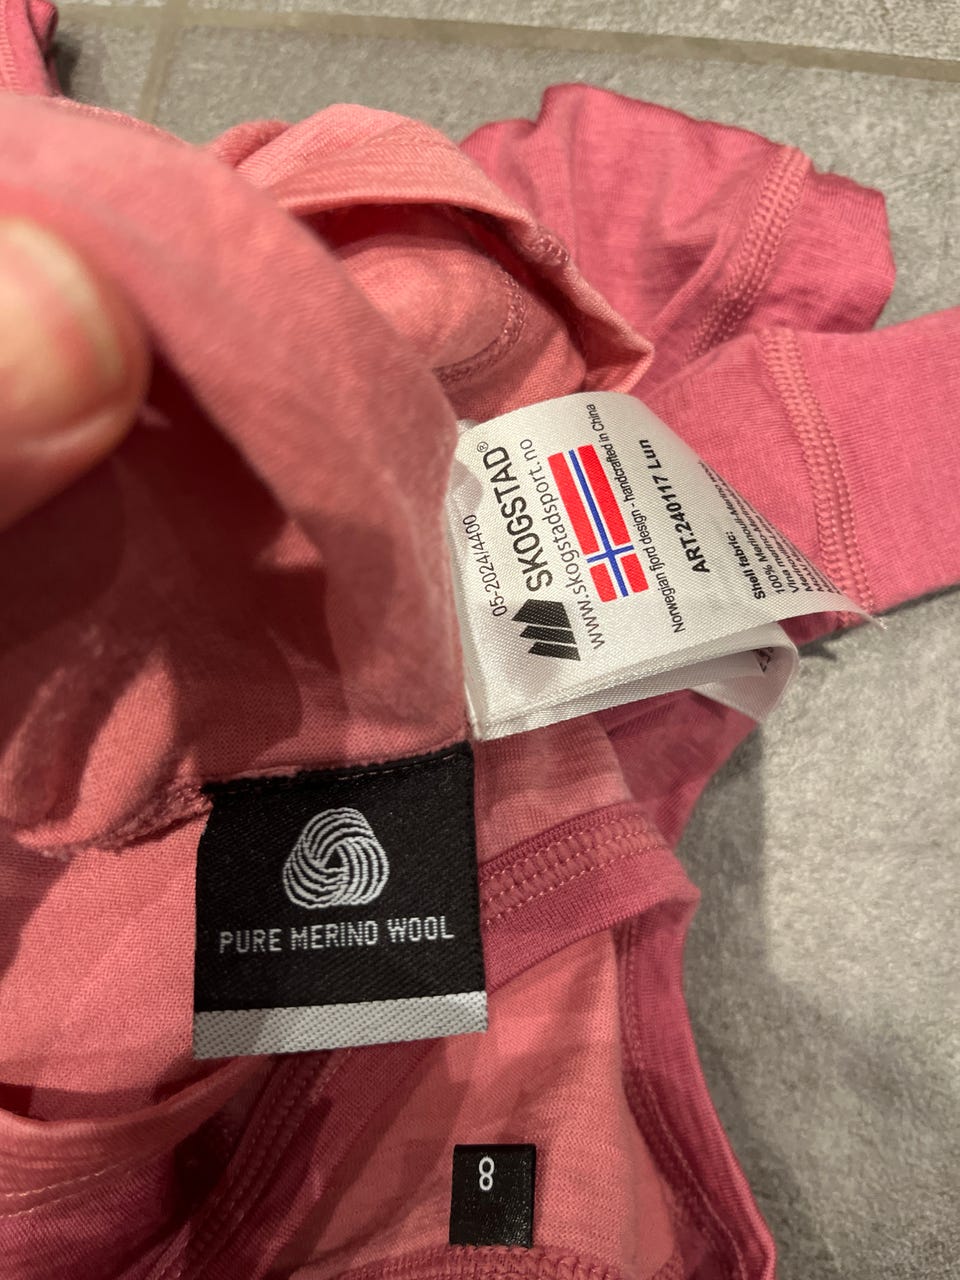 05-2024/4400
SKOGSTAD®
www.skogstadsport.no
Norwegian fjord design - handcrafted in China
ART.240117 Lun
Shell fabric:
100% Merino
PURE MERINO WOOL
8